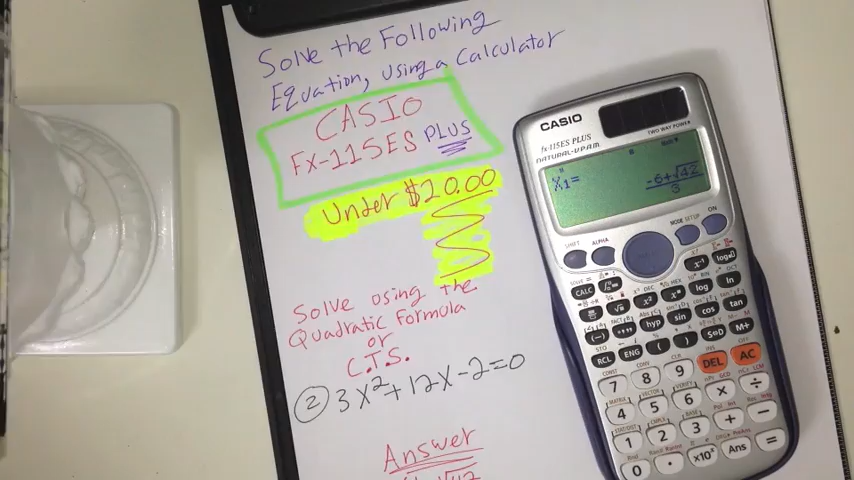 Solve the Following
Equation, using a Calculator
CASIO
FX-115ES PLUS
Under $20.00
Solve using the
Quadratic Formula
or
C.T.S.
② 3X²+12X-2=0
Answer
CASIO
TWO WAY POWER
fx-115ES PLUS
NATURAL-V.P.A.M.
X1=
-6+√42
3
SHIFT ALPHA MODE SETUP ON
SOLVE =
CALC
x⁻¹
log
ln
(-) hyp sin cos tan
RCL ENG ( ) S⇔D M+
7 8 9 DEL AC
4 5 6 × ÷
1 2 3 + −
0 . ×10ˣ Ans =